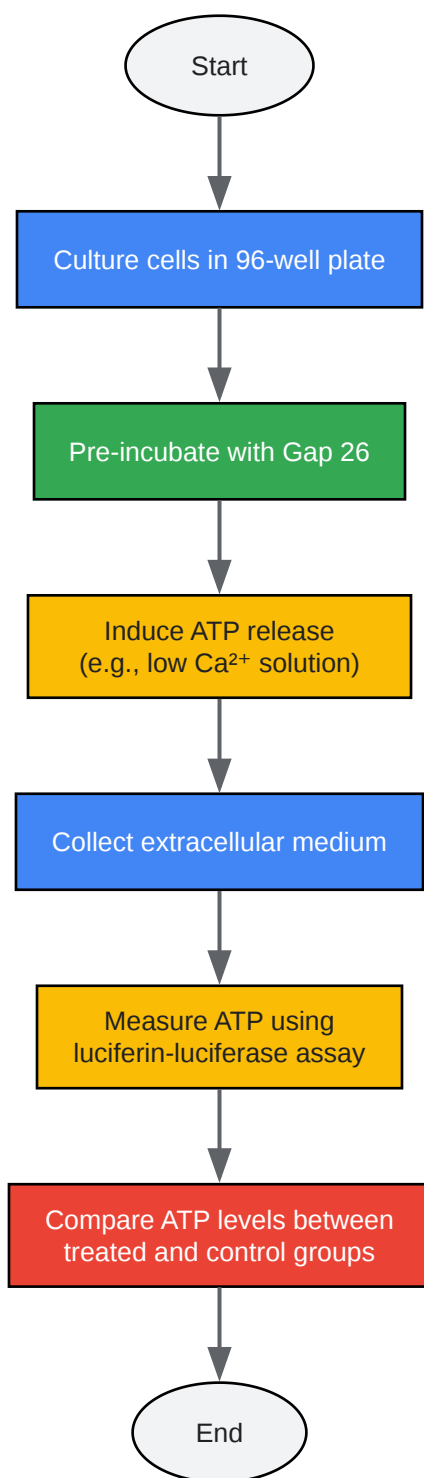 Start
Culture cells in 96-well plate
Pre-incubate with Gap 26
Induce ATP release
(e.g., low Ca²⁺ solution)
Collect extracellular medium
Measure ATP using
luciferin-luciferase assay
Compare ATP levels between
treated and control groups
End